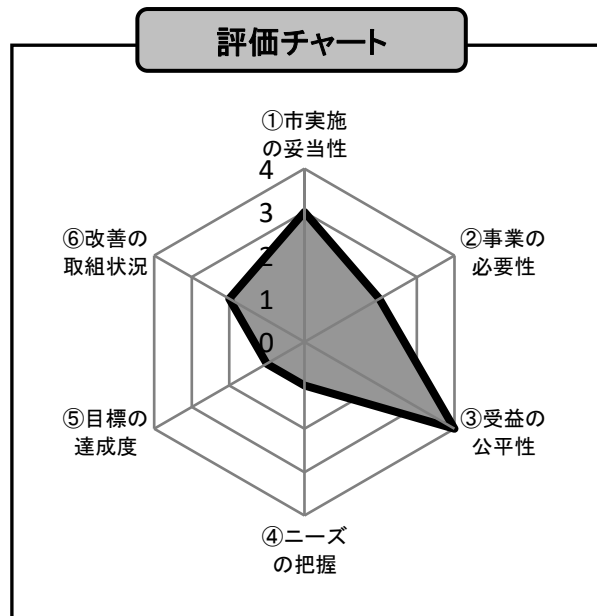 評価チャート
①市実施
の妥当性
4
3
2
1
0
②事業の
必要性
③受益の
公平性
④ニーズ
の把握
⑤目標の
達成度
⑥改善の
取組状況